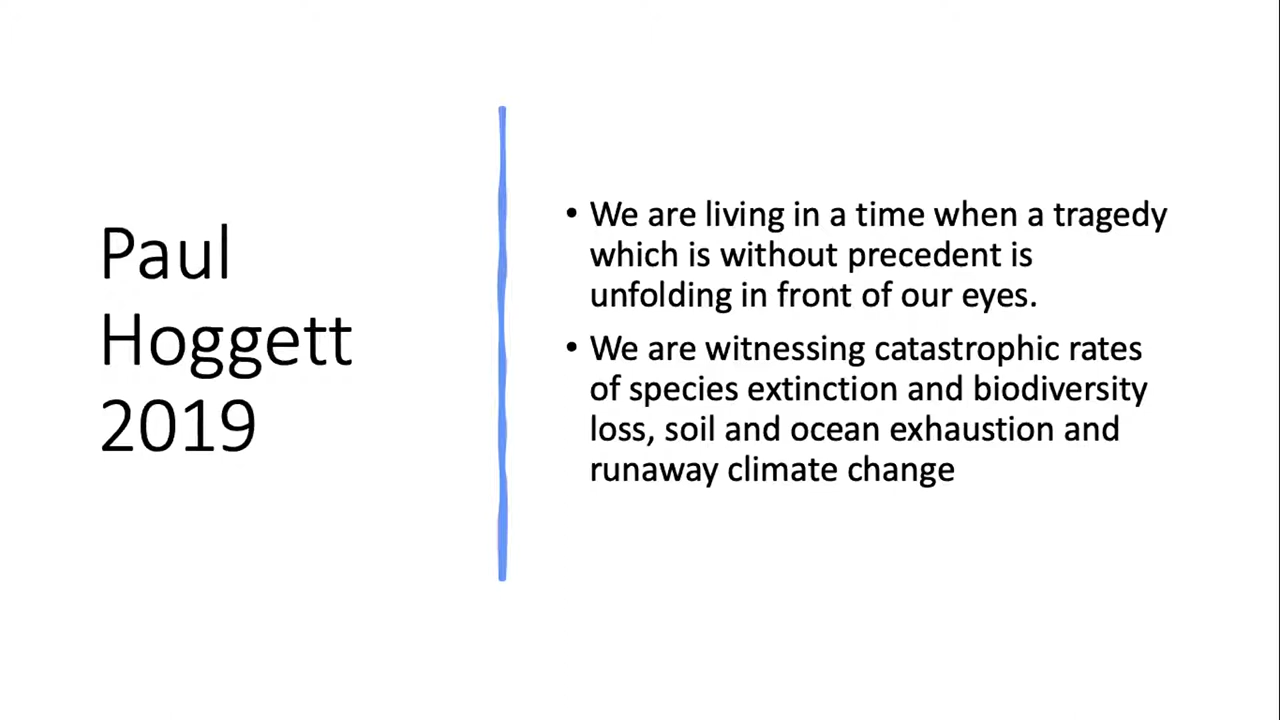 Paul
Hoggett
2019
• We are living in a time when a tragedy
which is without precedent is
unfolding in front of our eyes.
• We are witnessing catastrophic rates
of species extinction and biodiversity
loss, soil and ocean exhaustion and
runaway climate change